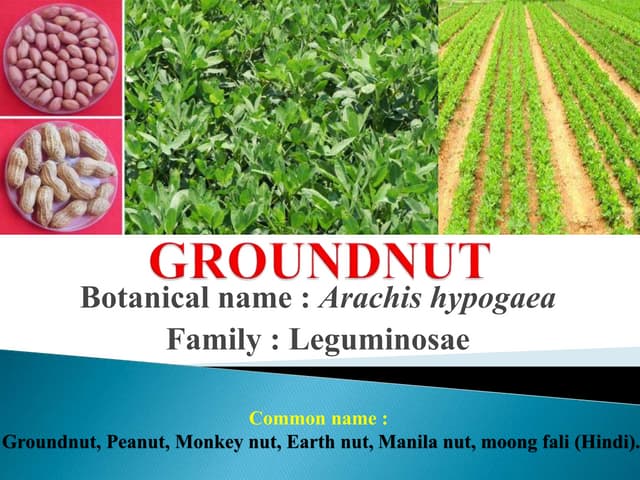 GROUNDNUT
Botanical name : Arachis hypogaea
Family : Leguminosae
Common name :
Groundnut, Peanut, Monkey nut, Earth nut, Manila nut, moong fali (Hindi).